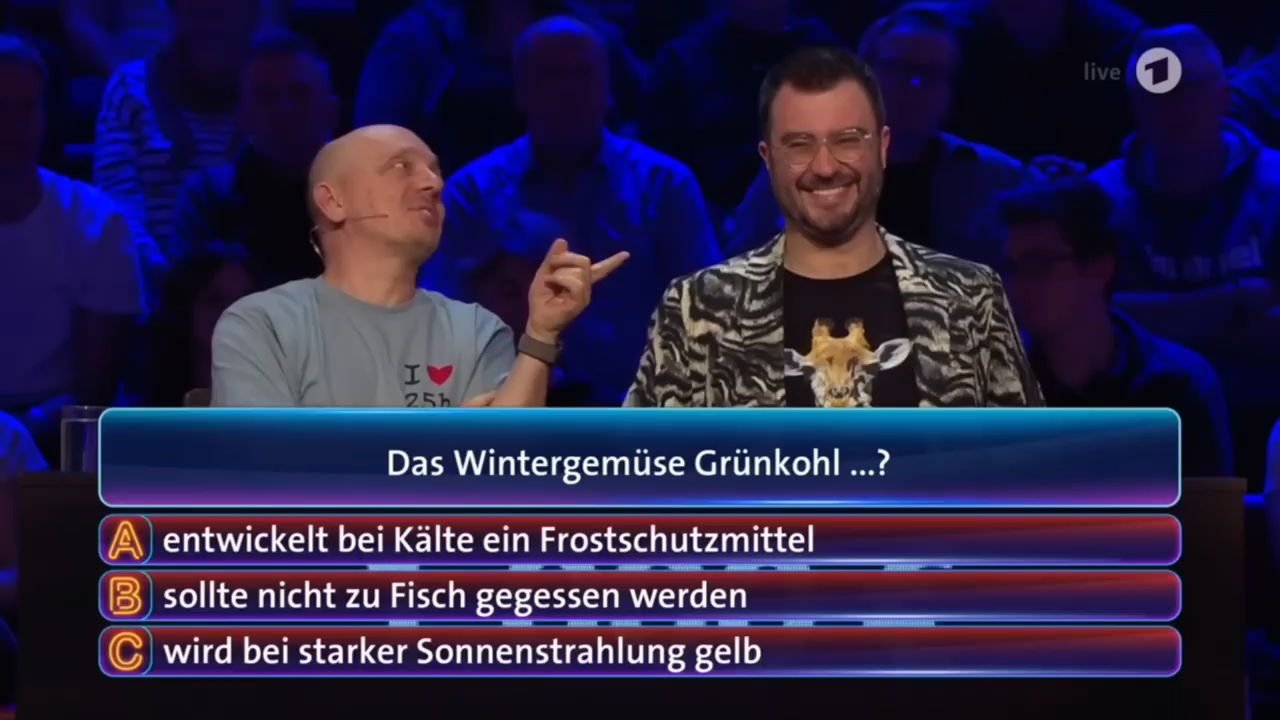 live
I ♥
25h
Das Wintergemüse Grünkohl ...?
A entwickelt bei Kälte ein Frostschutzmittel
B sollte nicht zu Fisch gegessen werden
C wird bei starker Sonnenstrahlung gelb